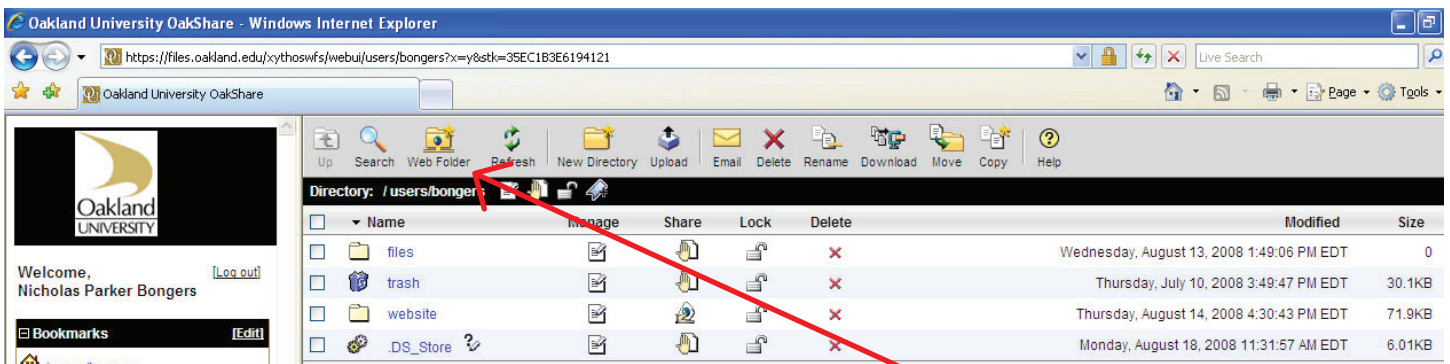 Oakland University OakShare - Windows Internet Explorer
https://files.oakland.edu/xythoswfs/webui/users/bongers?x=y&stk=35EC1B3E6194121
Live Search
Oakland University OakShare
Page
Tools
Up Search Web Folder Refresh New Directory Upload Email Delete Rename Download Move Copy Help
Directory: / users/bongers
Oakland
UNIVERSITY
Name Manage Share Lock Delete Modified Size
files Wednesday, August 13, 2008 1:49:06 PM EDT 0
Welcome, [Log out]
Nicholas Parker Bongers
trash Thursday, July 10, 2008 3:49:47 PM EDT 30.1KB
website Thursday, August 14, 2008 4:30:43 PM EDT 71.9KB
Bookmarks [Edit]
.DS_Store Monday, August 18, 2008 11:31:57 AM EDT 6.01KB